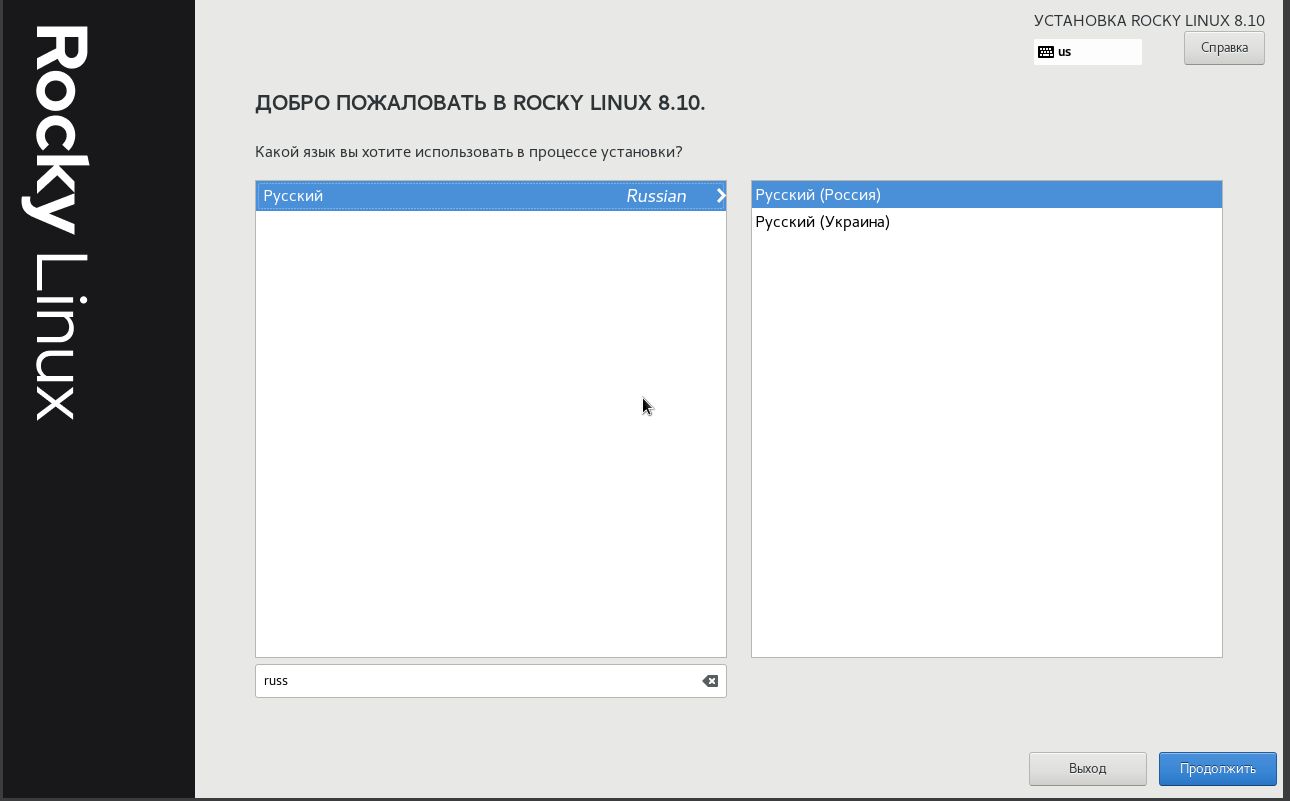 Rocky Linux
УСТАНОВКА ROCKY LINUX 8.10
us
Справка
ДОБРО ПОЖАЛОВАТЬ В ROCKY LINUX 8.10.
Какой язык вы хотите использовать в процессе установки?
Русский Russian
Русский (Россия)
Русский (Украина)
russ
Выход
Продолжить